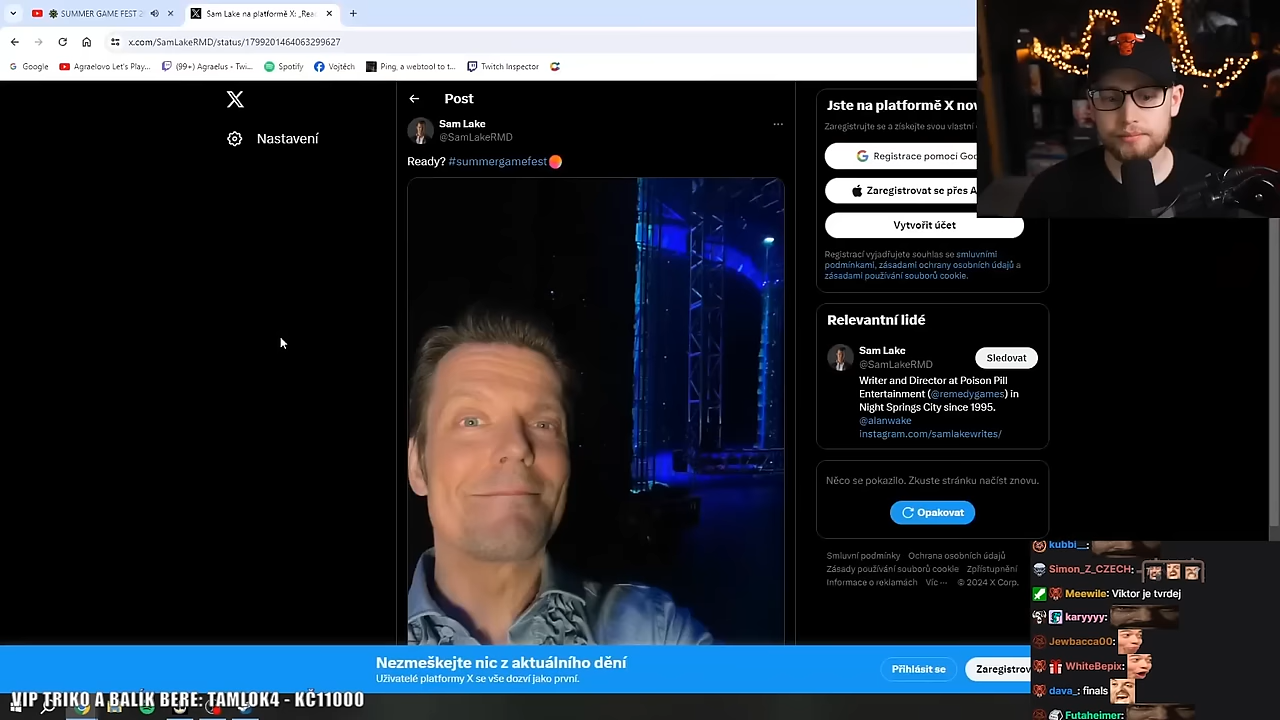 SUMMER GAME FEST 2
Sam Lake na platformě X: „Rea
x.com/SamLakeRMD/status/1799201464063299627
Google
Agraelovo Let's Play...
(99+) Agraelus - Twi...
Spotify
Ping, a webtool to t...
Twitch Inspector
Nastavení
Post
Sam Lake
@SamLakeRMD
Ready? #summergamefest
Jste na platformě X nov
Zaregistrujte se a získejte svou vlastní
Registrace pomocí Goo
Zaregistrovat se přes A
Vytvořit účet
Registrací vyjadřujete souhlas se smluvními
podmínkami, zásadami ochrany osobních údajů a
zásadami používání souborů cookie.
Relevantní lidé
Sam Lake
@SamLakeRMD
Sledovat
Writer and Director at Poison Pill
Entertainment (@remedygames) in
Night Springs City since 1995.
@alanwake
instagram.com/samlakewrites/
Něco se pokazilo. Zkuste stránku načíst znovu.
Opakovat
Smluvní podmínky Ochrana osobních údajů
Zásady používání souborů cookie Zpřístupnění
Informace o reklamách Víc ··· © 2024 X Corp.
kubbi__:
Simon_Z_CZECH:
Meewile: Viktor je tvrdej
karyyyy:
Jewbacca00:
WhiteBepix:
dava_: finals
Futaheimer:
Nezmeškejte nic z aktuálního dění
Uživatelé platformy X se vše dozví jako první.
Přihlásit se
Zaregistrov
VIP TRIKO A BALÍK BEBE: TAMLOK4 - KČ11000